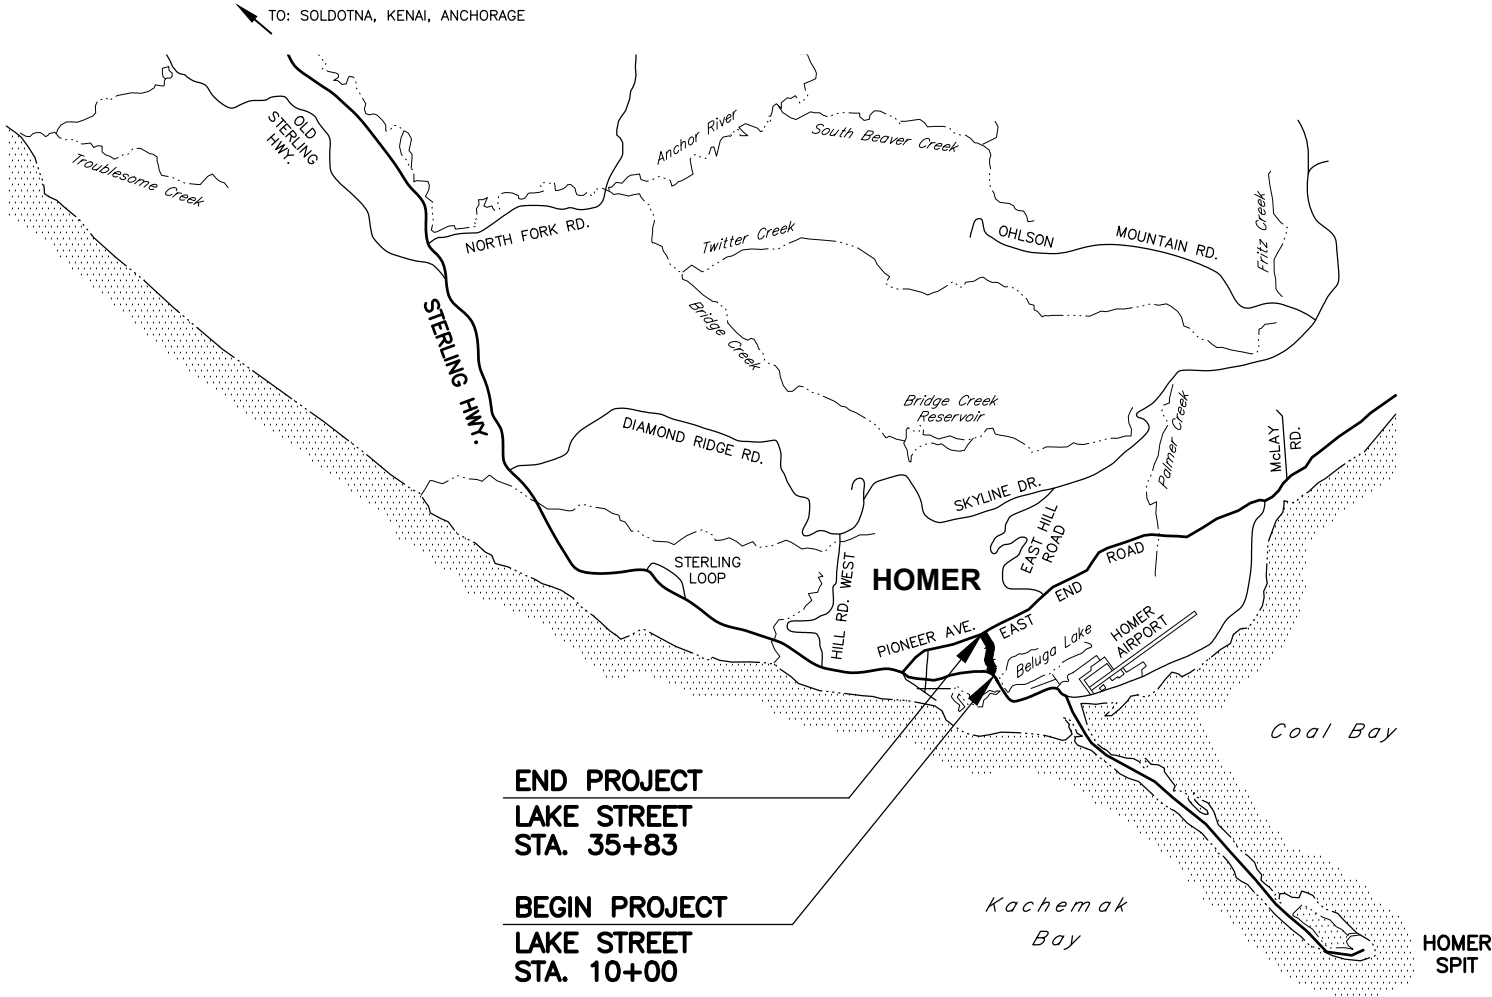 TO: SOLDOTNA, KENAI, ANCHORAGE
OLD
STERLING
HWY.
Troublesome Creek
Anchor River
South Beaver Creek
NORTH FORK RD.
Twitter Creek
OHLSON
MOUNTAIN RD.
Fritz Creek
STERLING HWY.
Bridge Creek
Bridge Creek
Reservoir
DIAMOND RIDGE RD.
Palmer Creek
McLAY
RD.
SKYLINE DR.
EAST HILL
ROAD
STERLING
LOOP
HILL RD. WEST
HOMER
PIONEER AVE.
EAST
END
ROAD
Beluga Lake
HOMER
AIRPORT
Coal Bay
END PROJECT
LAKE STREET
STA. 35+83
BEGIN PROJECT
LAKE STREET
STA. 10+00
Kachemak
Bay
HOMER
SPIT